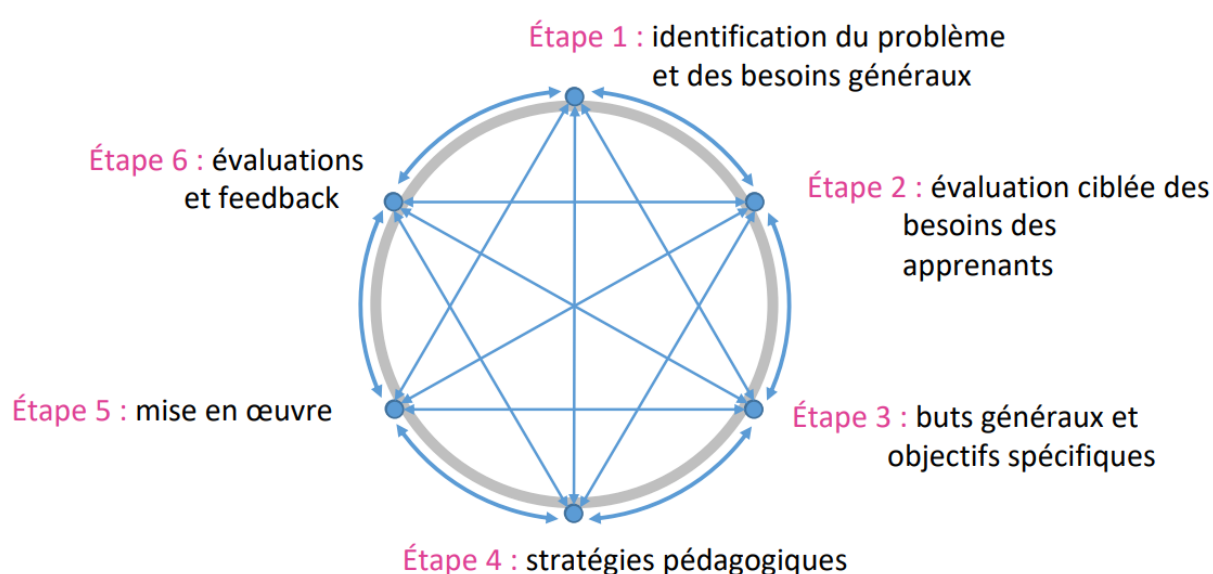 Étape 1 : identification du problème
et des besoins généraux
Étape 2 : évaluation ciblée des
besoins des
apprenants
Étape 3 : buts généraux et
objectifs spécifiques
Étape 4 : stratégies pédagogiques
Étape 5 : mise en œuvre
Étape 6 : évaluations
et feedback